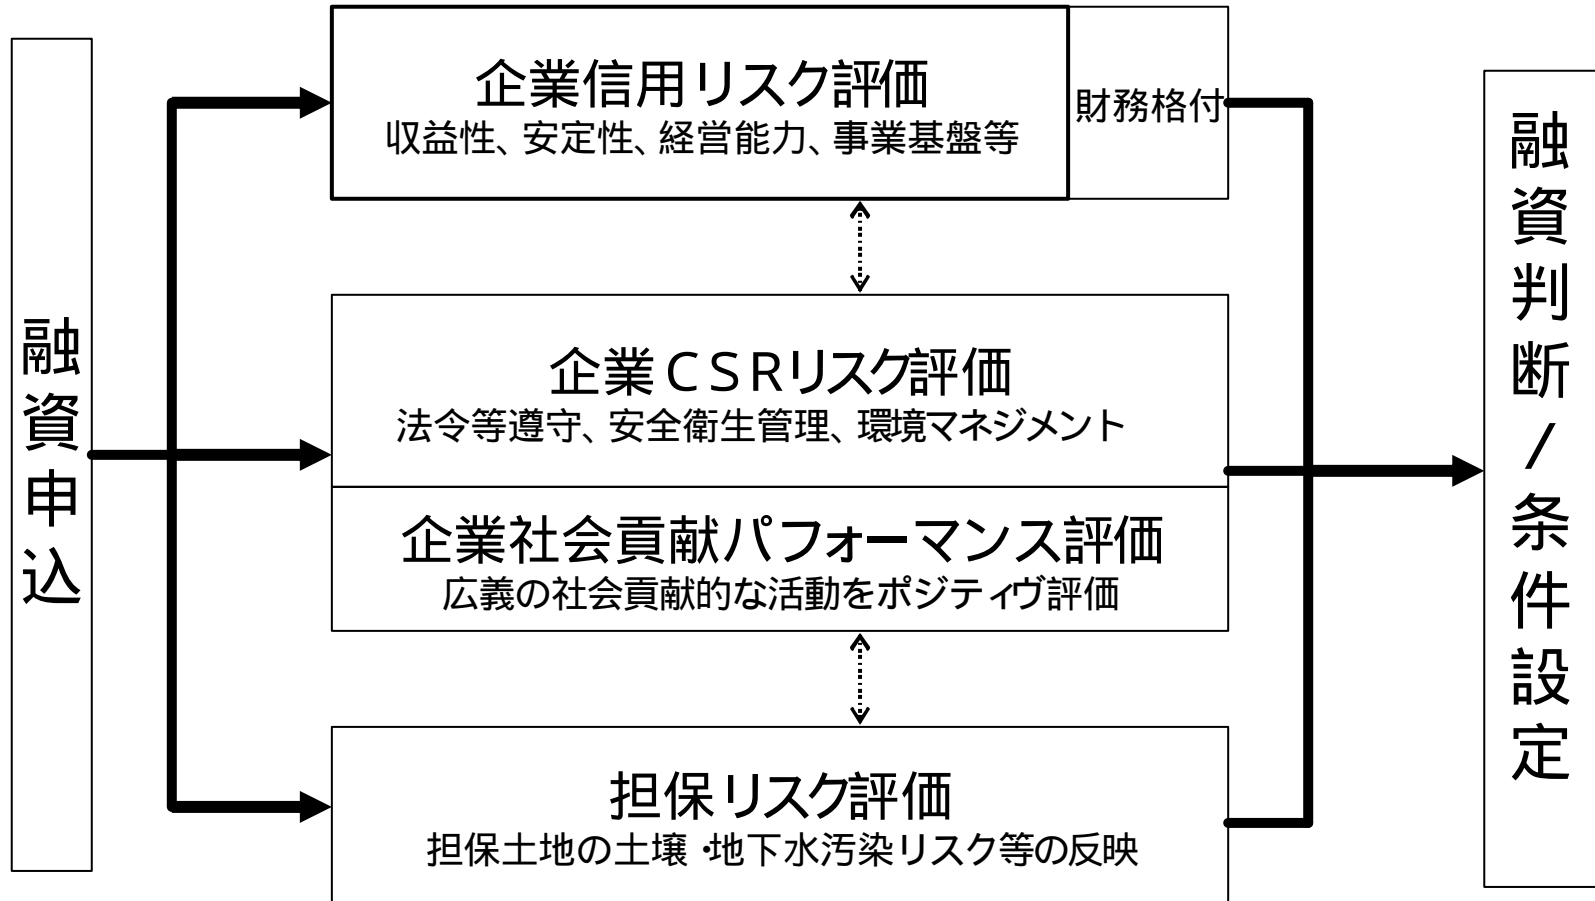 融資申込
企業信用リスク評価
収益性、安定性、経営能力、事業基盤等
財務格付
企業ＣＳＲリスク評価
法令等遵守、安全衛生管理、環境マネジメント
企業社会貢献パフォーマンス評価
広義の社会貢献的な活動をポジティヴ評価
担保リスク評価
担保土地の土壌・地下水汚染リスク等の反映
融資判断/条件設定